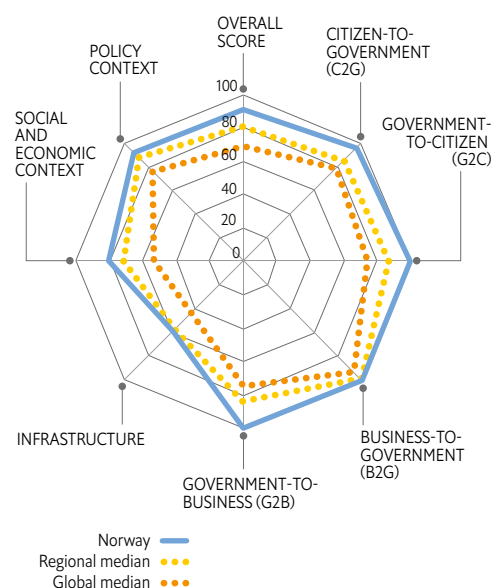 OVERALL
SCORE
CITIZEN-TO-
GOVERNMENT
(C2G)
POLICY
CONTEXT
GOVERNMENT-
TO-CITIZEN
(G2C)
SOCIAL
AND
ECONOMIC
CONTEXT
100
80
60
40
20
0
INFRASTRUCTURE
BUSINESS-TO-
GOVERNMENT
(B2G)
GOVERNMENT-TO-
BUSINESS (G2B)
Norway
Regional median
Global median